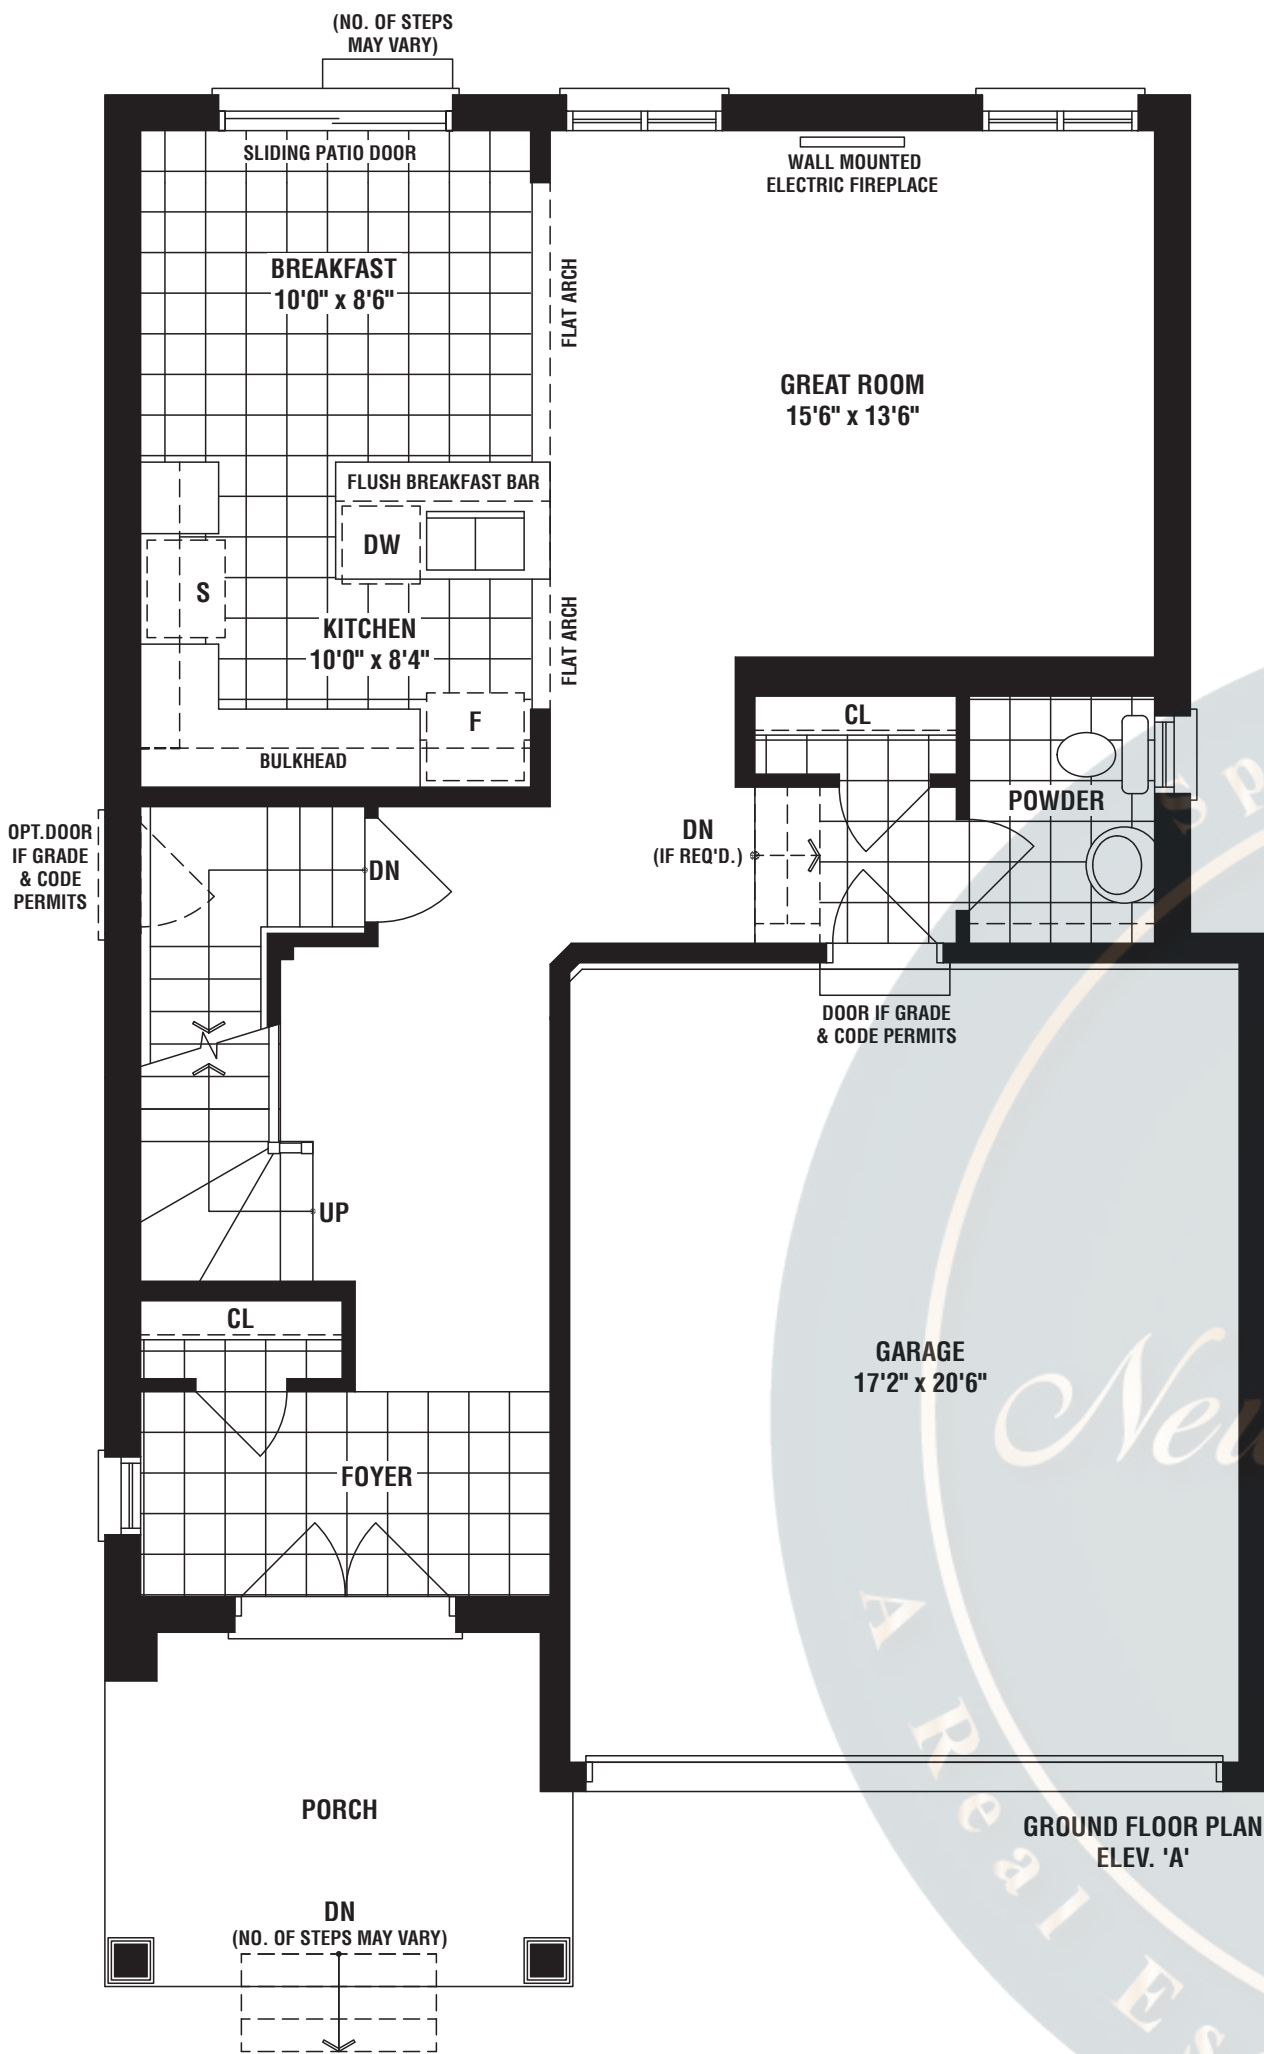 (NO. OF STEPS
MAY VARY)
SLIDING PATIO DOOR
WALL MOUNTED
ELECTRIC FIREPLACE
BREAKFAST
10'0" x 8'6"
FLAT ARCH
GREAT ROOM
15'6" x 13'6"
FLUSH BREAKFAST BAR
DW
S
KITCHEN
10'0" x 8'4"
FLAT ARCH
F
BULKHEAD
CL
POWDER
OPT.DOOR
IF GRADE
& CODE
PERMITS
DN
DN
(IF REQ'D.)
DOOR IF GRADE
& CODE PERMITS
UP
CL
GARAGE
17'2" x 20'6"
FOYER
PORCH
GROUND FLOOR PLAN
ELEV. 'A'
DN
(NO. OF STEPS MAY VARY)
A Real Es